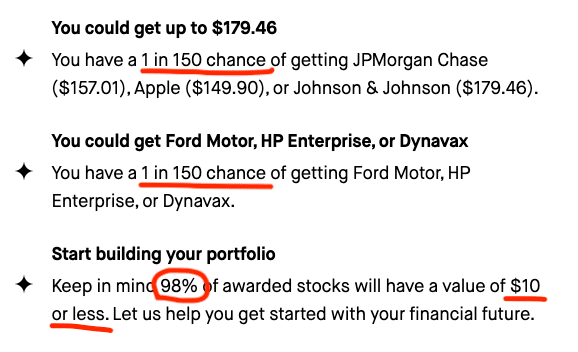 You could get up to $179.46
You have a 1 in 150 chance of getting JPMorgan Chase
($157.01), Apple ($149.90), or Johnson & Johnson ($179.46).
You could get Ford Motor, HP Enterprise, or Dynavax
You have a 1 in 150 chance of getting Ford Motor, HP
Enterprise, or Dynavax.
Start building your portfolio
Keep in mind 98% of awarded stocks will have a value of $10
or less. Let us help you get started with your financial future.